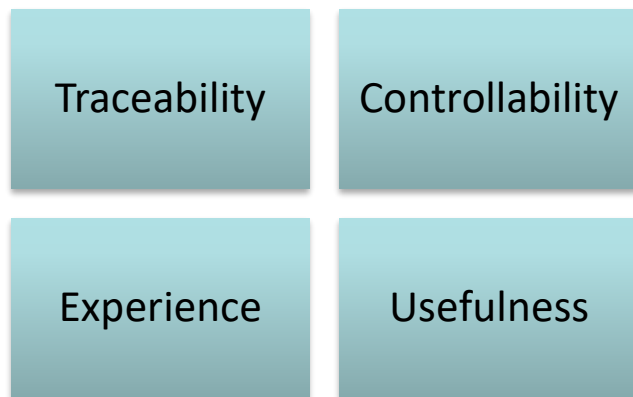 Traceability
Controllability
Experience
Usefulness